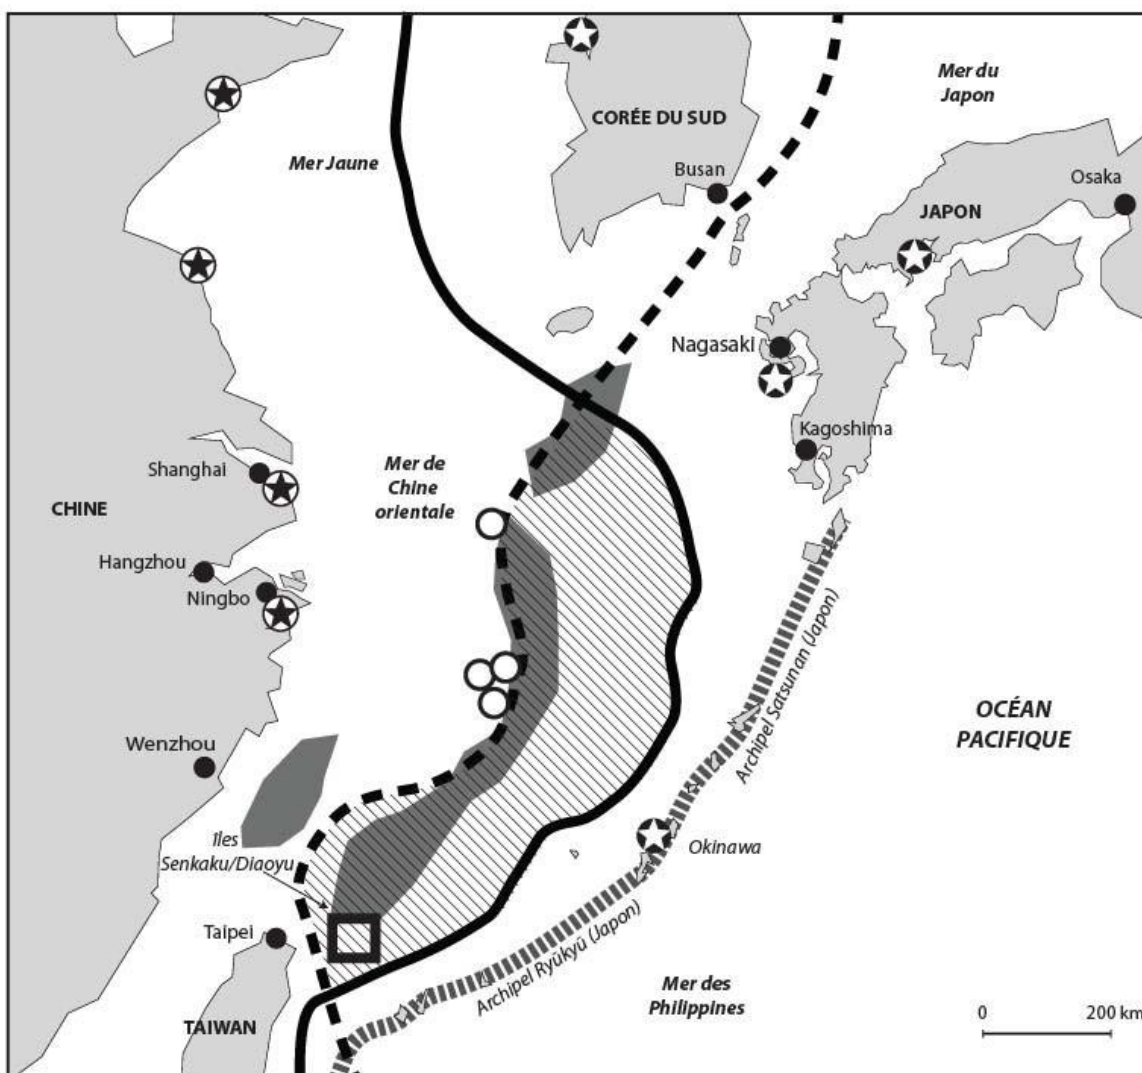 Mer du
Japon
CORÉE DU SUD
Mer Jaune
Busan
Osaka
JAPON
Nagasaki
Kagoshima
Mer de
Chine
orientale
Shanghai
CHINE
Hangzhou
Ningbo
Archipel Satsunan (Japon)
OCÉAN
PACIFIQUE
Wenzhou
îles
Senkaku/Diaoyu
Okinawa
Taipei
Archipel Ryūkyū (Japon)
Mer des
Philippines
TAIWAN
0 200 km